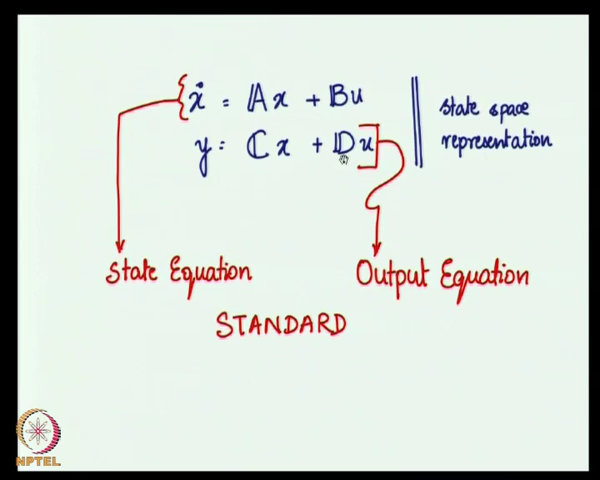 ẋ = 𝔸x + 𝔹u
y = ℂx + 𝔻u
state space
representation
State Equation
Output Equation
STANDARD
NPTEL